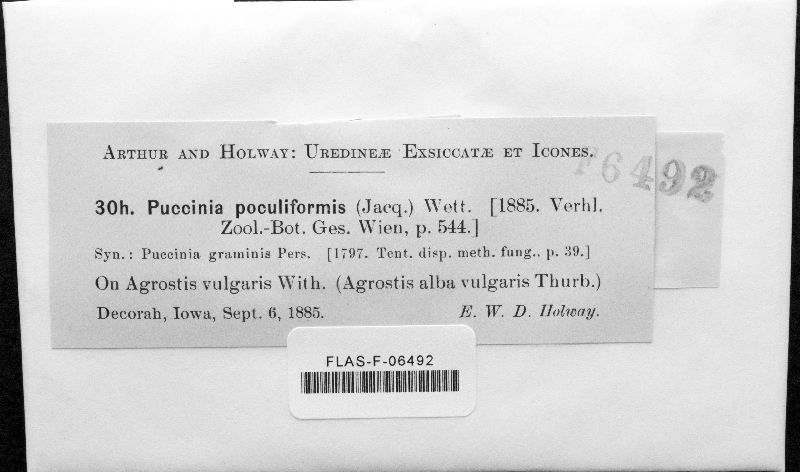 ARTHUR AND HOLWAY: UREDINEÆ EXSICCATÆ ET ICONES.
F6492
30h. Puccinia poculiformis (Jacq.) Wett. [1885. Verhl.
Zool.-Bot. Ges. Wien, p. 544.]
Syn.: Puccinia graminis Pers. [1797. Tent. disp. meth. fung., p. 39.]
On Agrostis vulgaris With. (Agrostis alba vulgaris Thurb.)
Decorah, Iowa, Sept. 6, 1885. E. W. D. Holway.
FLAS-F-06492